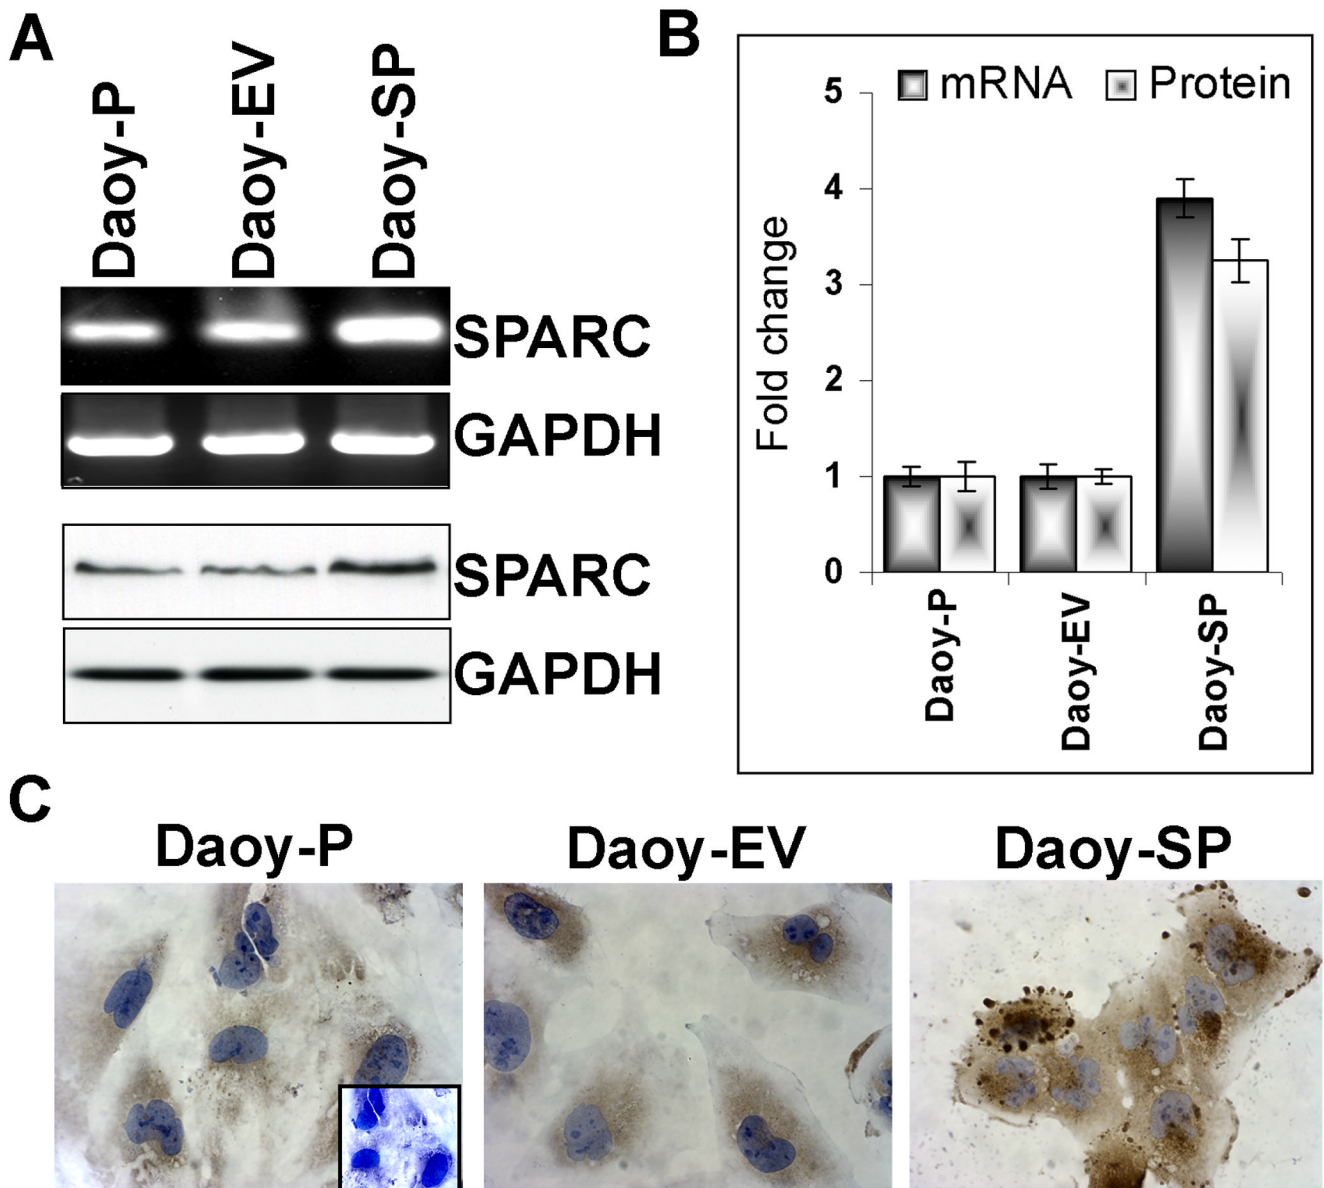 A
Daoy-P
Daoy-EV
Daoy-SP
SPARC
GAPDH
SPARC
GAPDH
B
mRNA
Protein
Fold change
5
4
3
2
1
0
Daoy-P
Daoy-EV
Daoy-SP
C
Daoy-P
Daoy-EV
Daoy-SP